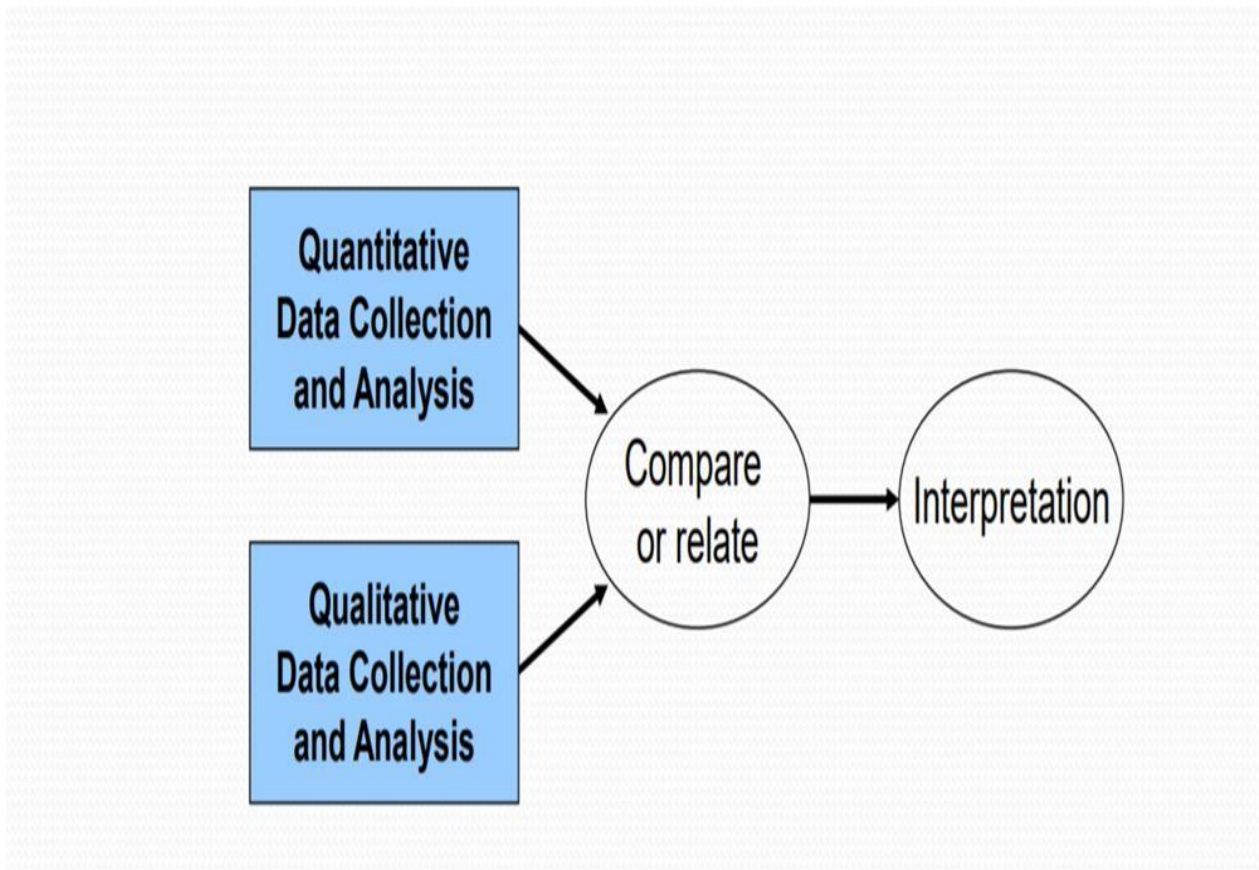 Quantitative
Data Collection
and Analysis
Qualitative
Data Collection
and Analysis
Compare
or relate
Interpretation